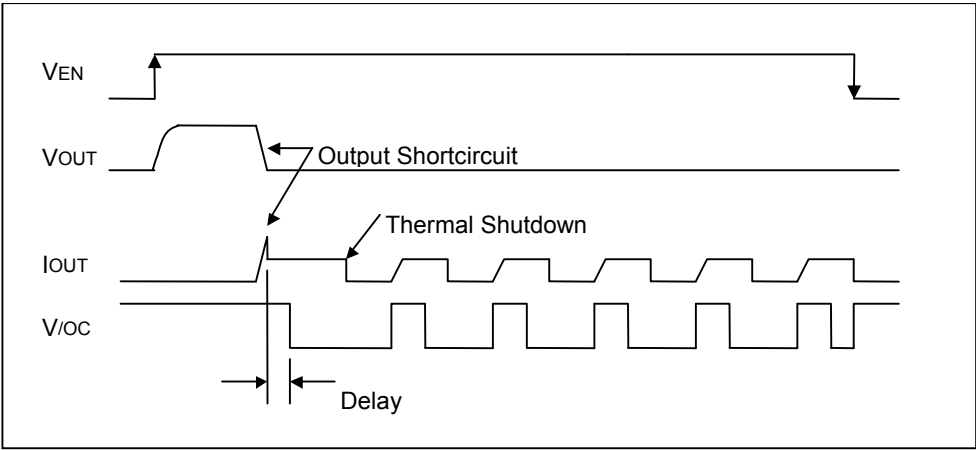 VEN
VOUT
Output Shortcircuit
Thermal Shutdown
IOUT
V/OC
Delay